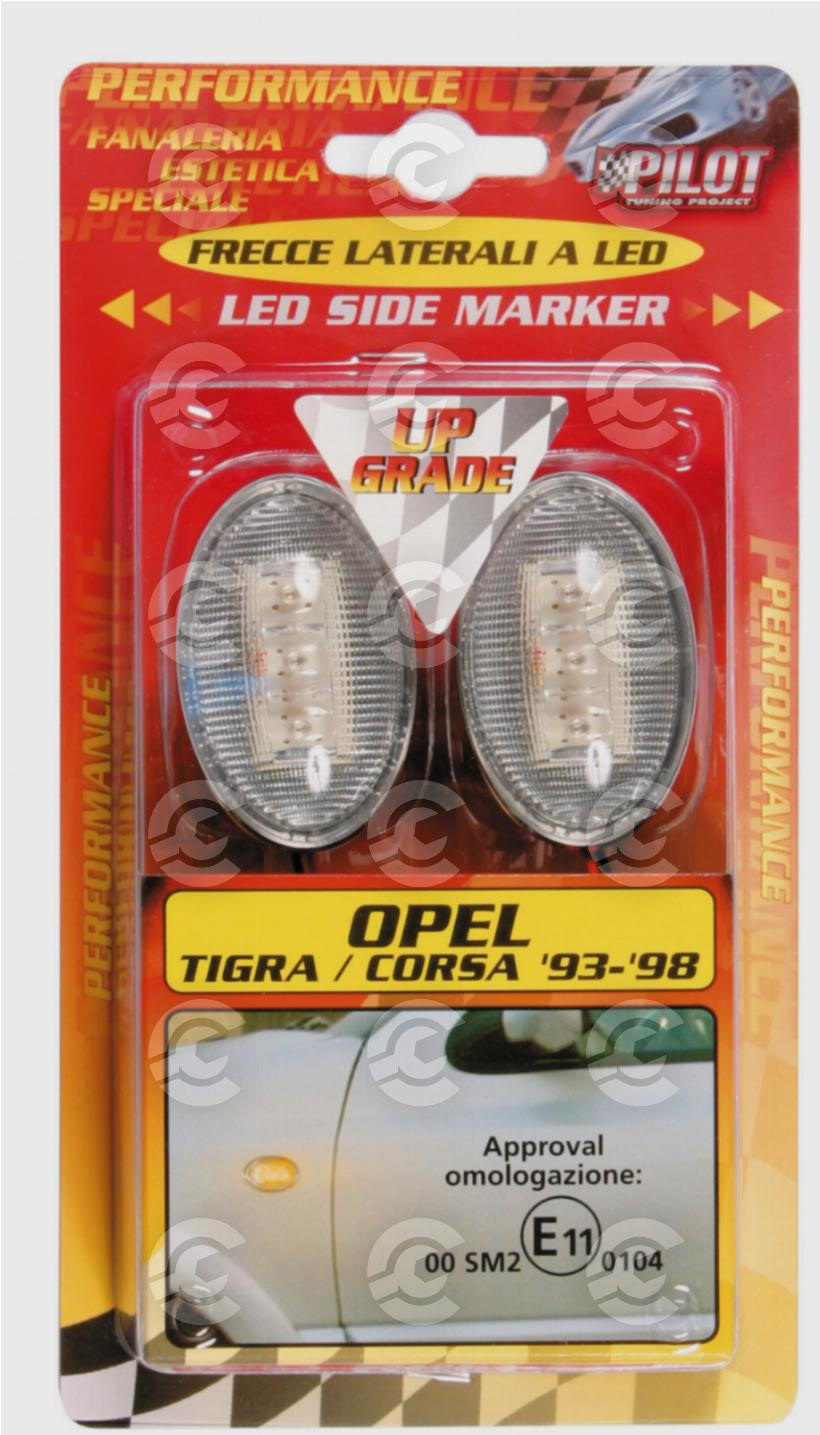 PERFORMANCE
FANALERIA
ESTETICA
SPECIALE
PILOT
TUNING PROJECT
FRECCE LATERALI A LED
LED SIDE MARKER
UP
GRADE
PERFORMANCE
PERFORMANCE
OPEL
TIGRA / CORSA '93-'98
Approval
omologazione:
00 SM2 E11 0104